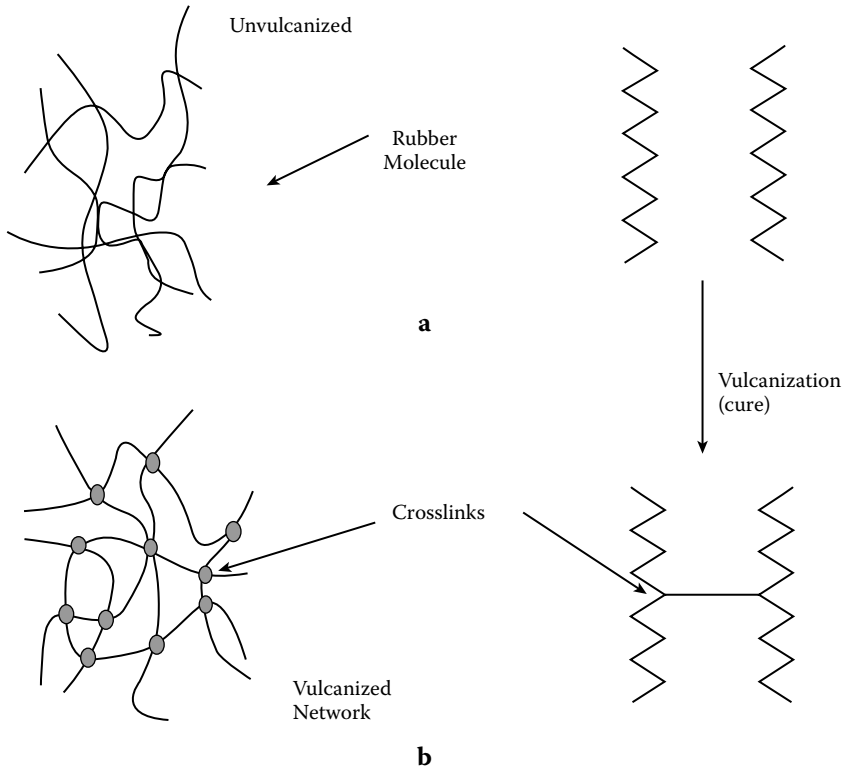 Unvulcanized
Rubber
Molecule
a
Vulcanization
(cure)
Crosslinks
Vulcanized
Network
b